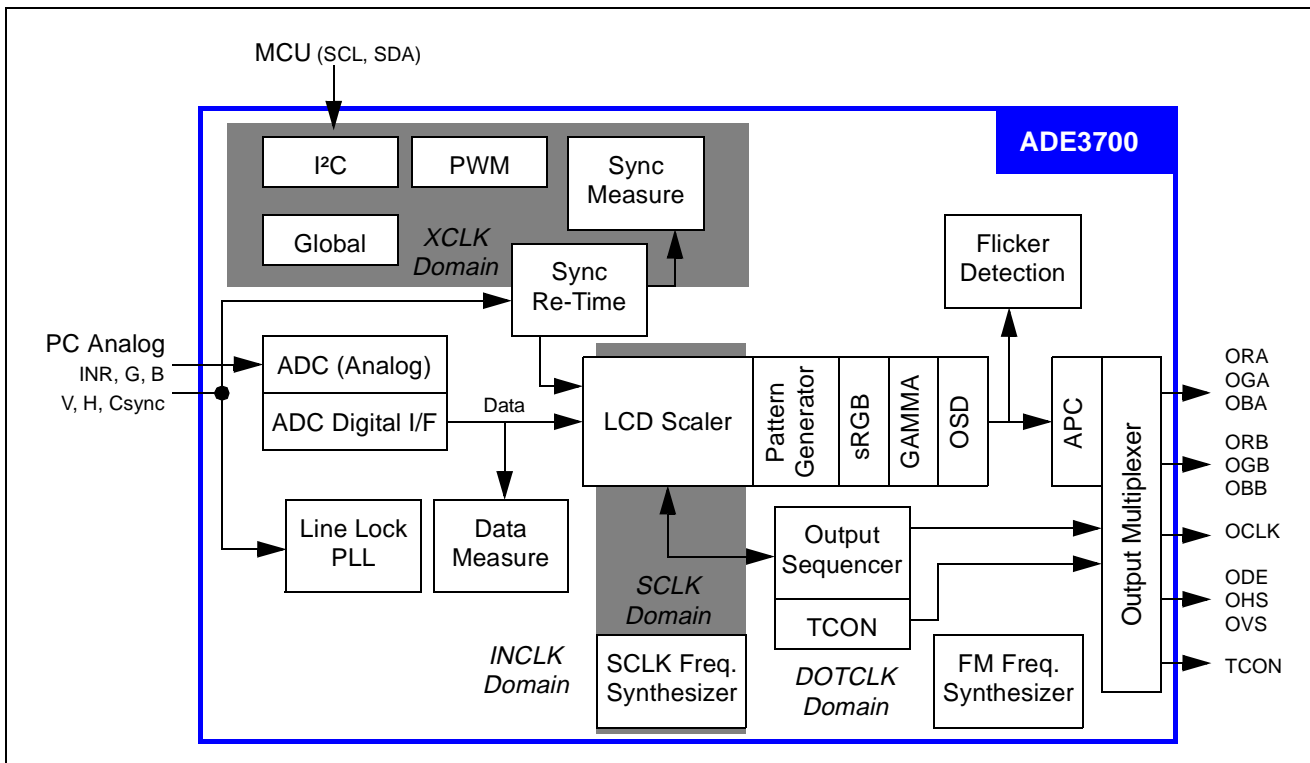 MCU (SCL, SDA)
ADE3700
I²C
PWM
Sync
Measure
Global
XCLK
Domain
Sync
Re-Time
Flicker
Detection
PC Analog
INR, G, B
V, H, Csync
ADC (Analog)
ADC Digital I/F
Data
LCD Scaler
Pattern
Generator
sRGB
GAMMA
OSD
APC
Output Multiplexer
ORA
OGA
OBA
ORB
OGB
OBB
OCLK
ODE
OHS
OVS
TCON
Line Lock
PLL
Data
Measure
Output
Sequencer
TCON
SCLK
Domain
INCLK
Domain
SCLK Freq.
Synthesizer
DOTCLK
Domain
FM Freq.
Synthesizer